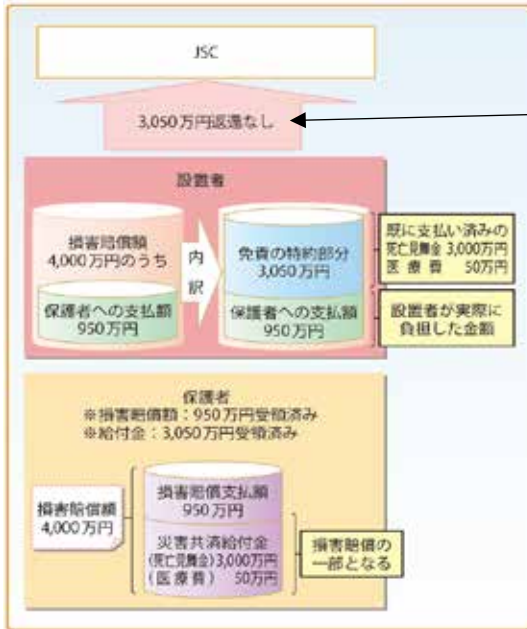 JSC
3,050万円返還なし
設置者
損害賠償額
4,000万円のうち
保護者への支払額
950万円
内訳
免責の特約部分
3,050万円
保護者への支払額
950万円
既に支払い済みの
死亡見舞金 3,000万円
医療費 50万円
設置者が実際に
負担した金額
保護者
※損害賠償額：950万円受領済み
※給付金：3,050万円受領済み
損害賠償額
4,000万円
損害賠償支払額
950万円
災害共済給付金
(死亡見舞金)3,000万円
(医療費) 50万円
損害賠償の
一部となる